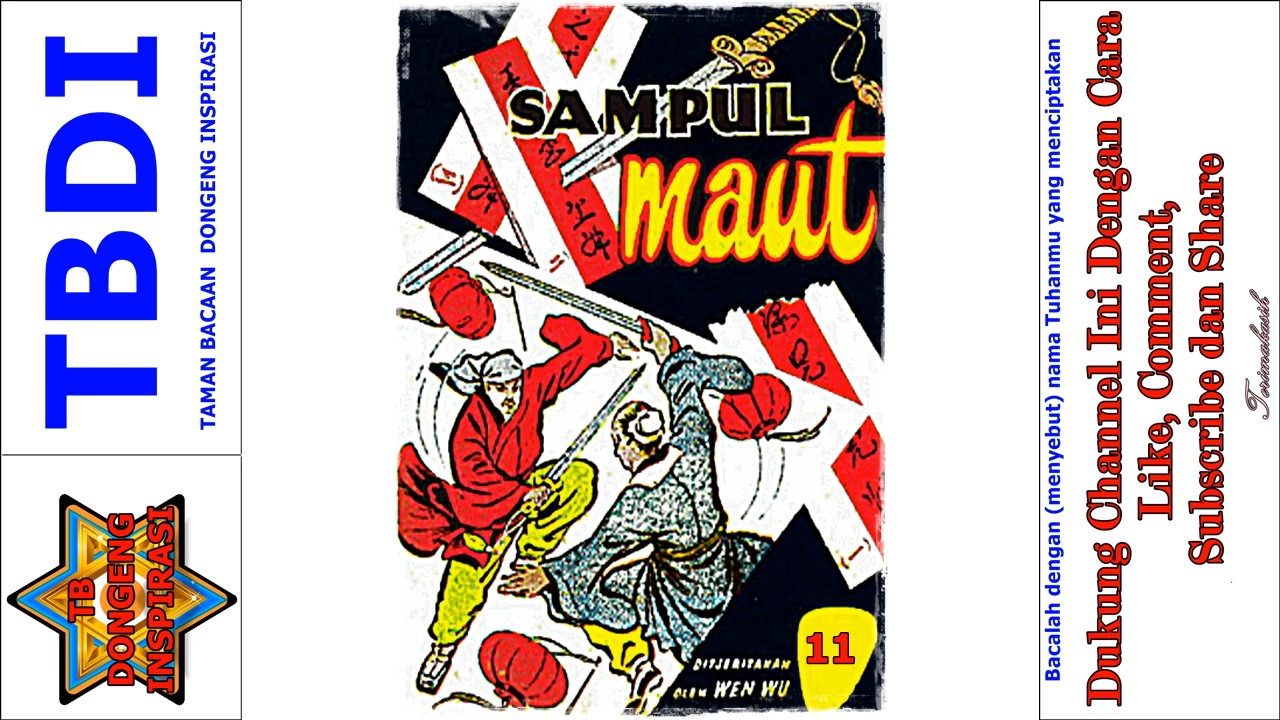 TBDI
TAMAN BACAAN DONGENG INSPIRASI
TB
DONGENG
INSPIRASI
SAMPUL
maut
11
DITJERITAKAN
OLEH WEN WU
Bacalah dengan (menyebut) nama Tuhanmu yang menciptakan
Dukung Channel Ini Dengan Cara
Like, Comment,
Subscribe dan Share
Terimakasih